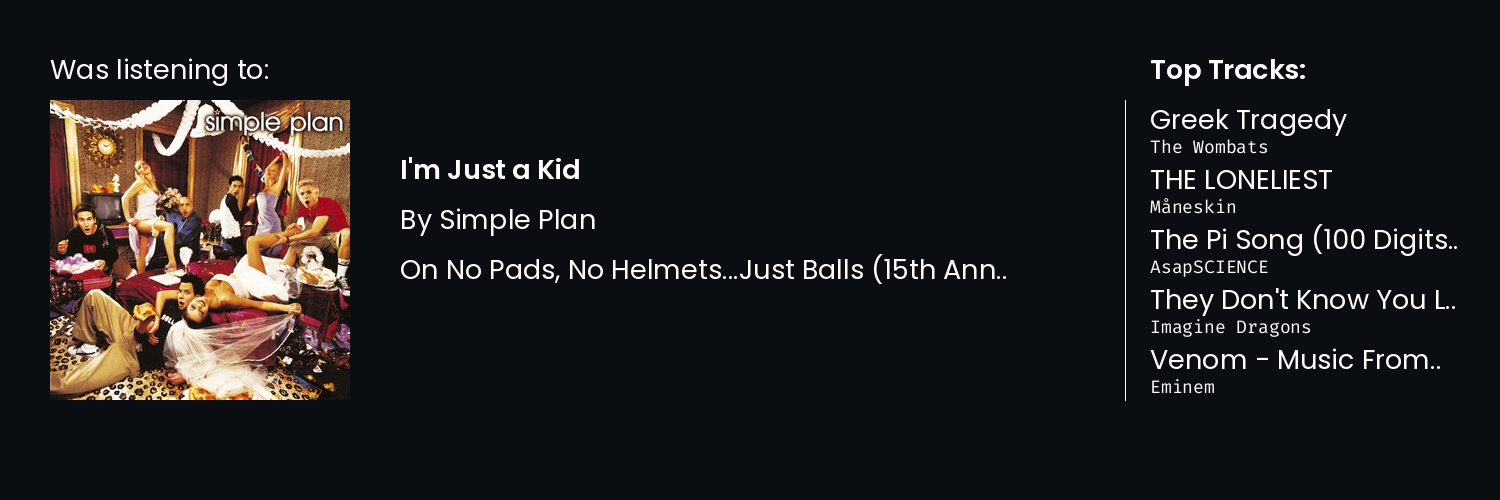 Was listening to:
simple plan
I'm Just a Kid
By Simple Plan
On No Pads, No Helmets...Just Balls (15th Ann..
Top Tracks:
Greek Tragedy
The Wombats
THE LONELIEST
Måneskin
The Pi Song (100 Digits..
AsapSCIENCE
They Don't Know You L..
Imagine Dragons
Venom - Music From..
Eminem